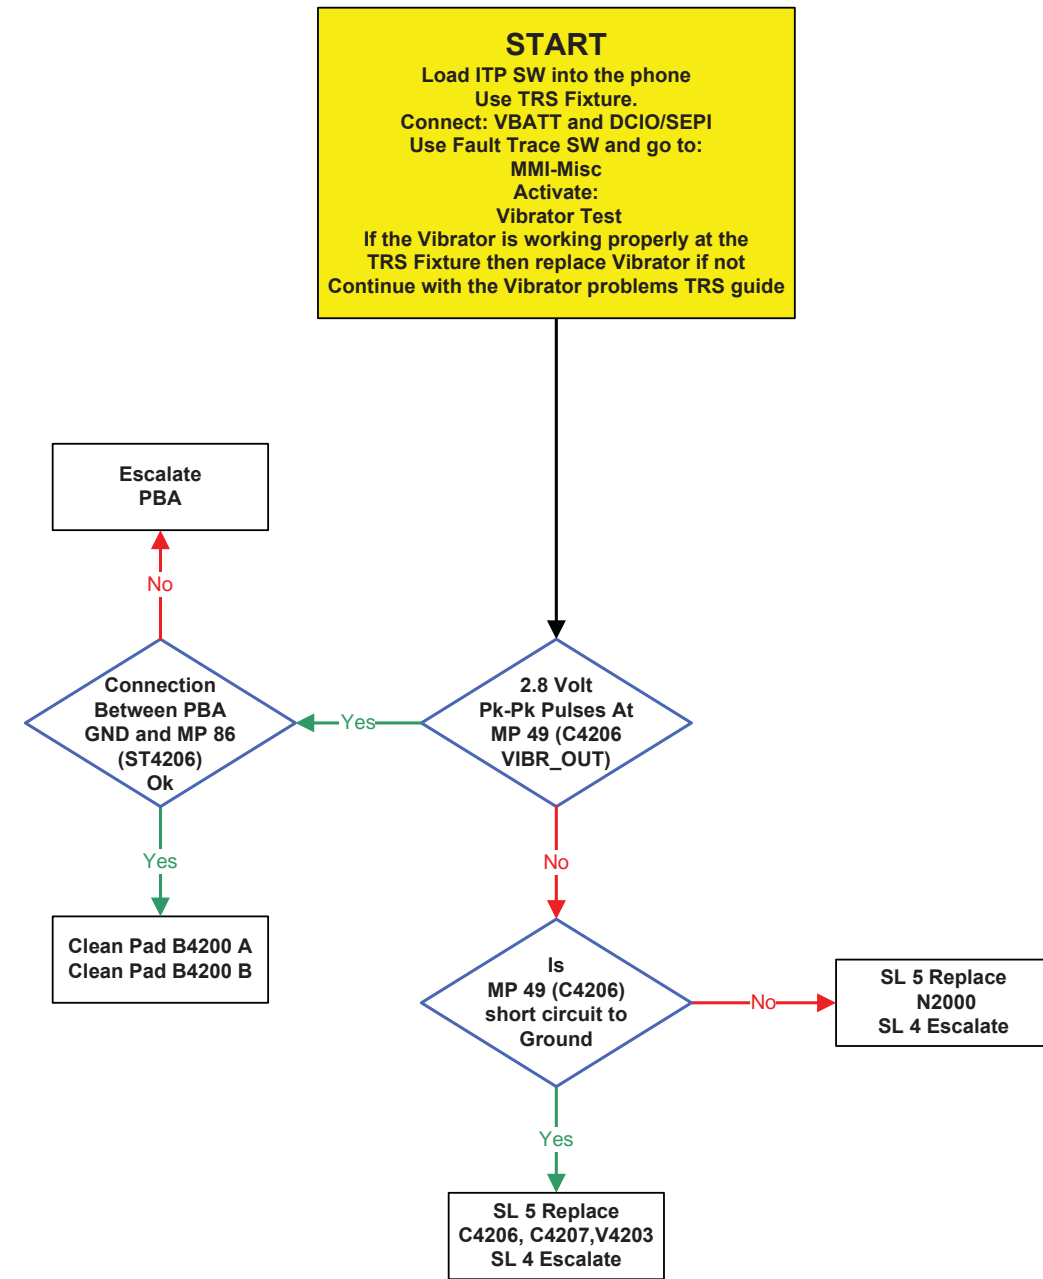 START
Load ITP SW into the phone
Use TRS Fixture.
Connect: VBATT and DCIO/SEPI
Use Fault Trace SW and go to:
MMI-Misc
Activate:
Vibrator Test
If the Vibrator is working properly at the
TRS Fixture then replace Vibrator if not
Continue with the Vibrator problems TRS guide
Escalate
PBA
No
Connection
Between PBA
GND and MP 86
(ST4206)
Ok
Yes
2.8 Volt
Pk-Pk Pulses At
MP 49 (C4206
VIBR_OUT)
Yes
No
Clean Pad B4200 A
Clean Pad B4200 B
Is
MP 49 (C4206)
short circuit to
Ground
No
SL 5 Replace
N2000
SL 4 Escalate
Yes
SL 5 Replace
C4206, C4207,V4203
SL 4 Escalate